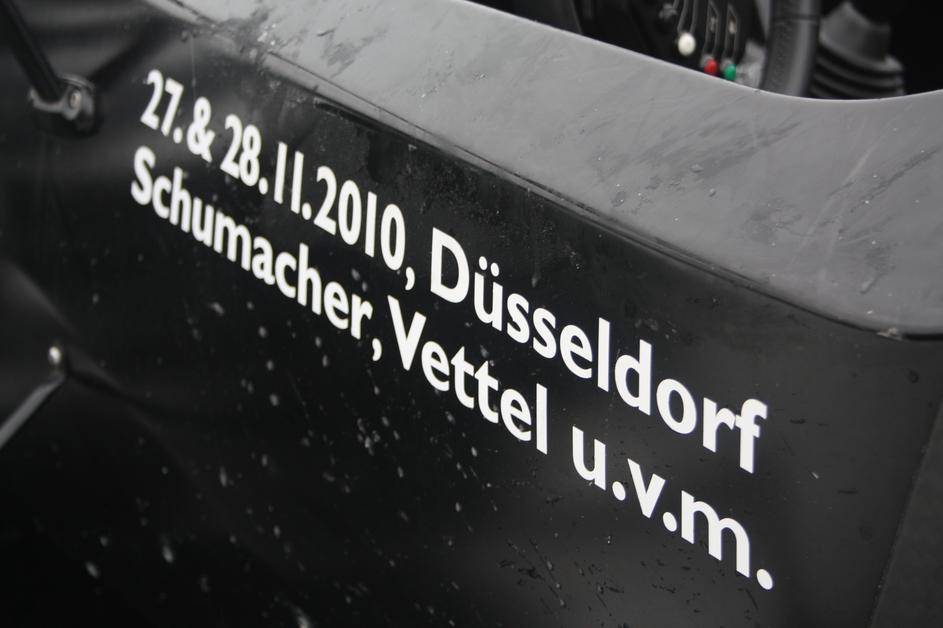 27. & 28.11.2010, Düsseldorf
Schumacher, Vettel u.v.m.